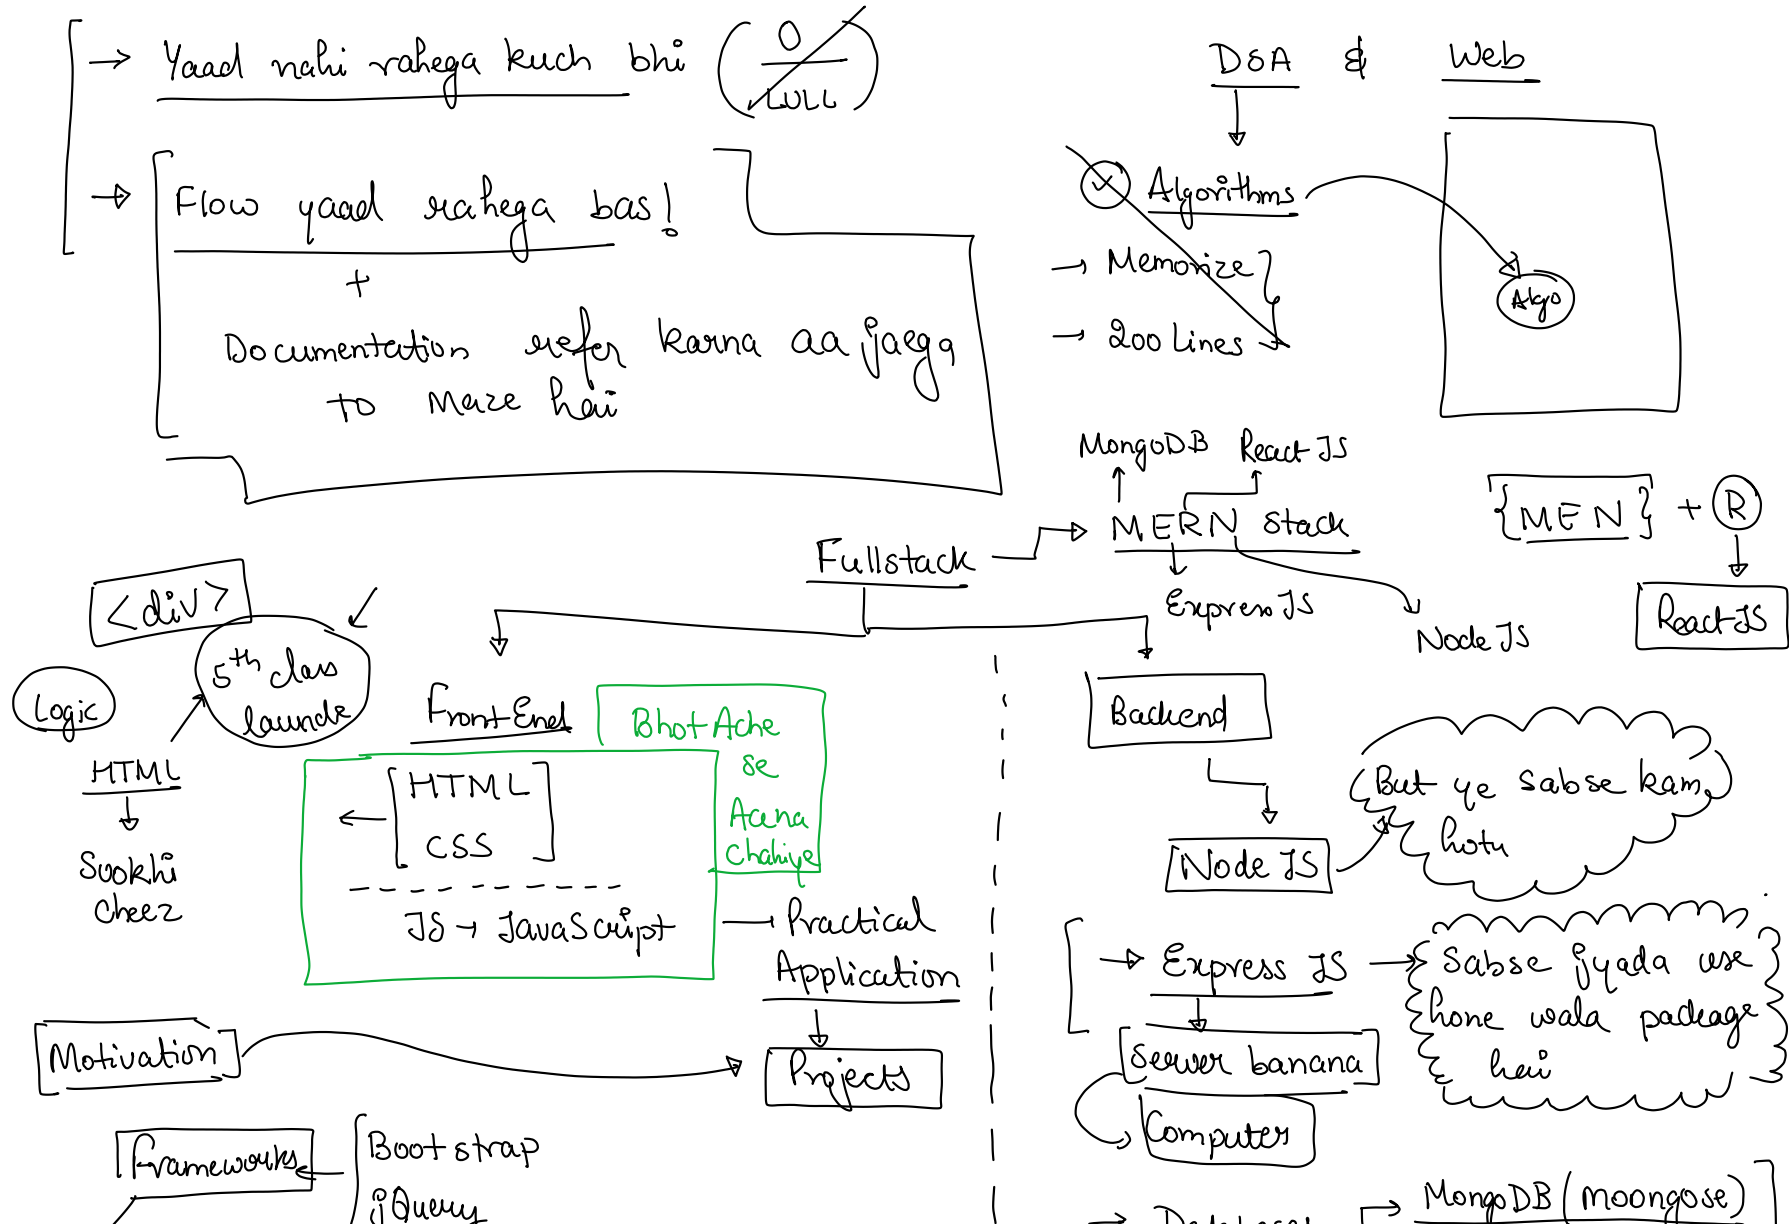 → Yaad nahi rahega kuch bhi ( 0 / LULL )
→ Flow yaad rahega bas!
+
Documentation refer karna aa jaega
to Maze hai
DSA & Web
Algorithms
→ Memorize
→ 200 Lines
Algo
MongoDB React JS
MERN Stack
Express JS
Node JS
{MEN} + R
React JS
Fullstack
<div>
5th class
Logic
HTML
Sookhi
cheez
Front End
Bhot Ache
se
Aana
chahiye
HTML
CSS
JS → JavaScript
Practical
Application
Projects
Motivation
Frameworks
Bootstrap
jQuery
Backend
Node JS
But ye sabse kam
hota
→ Express JS
Sabse jyada use
hone wala package
hai
Server banana
Computer
MongoDB (moongose)